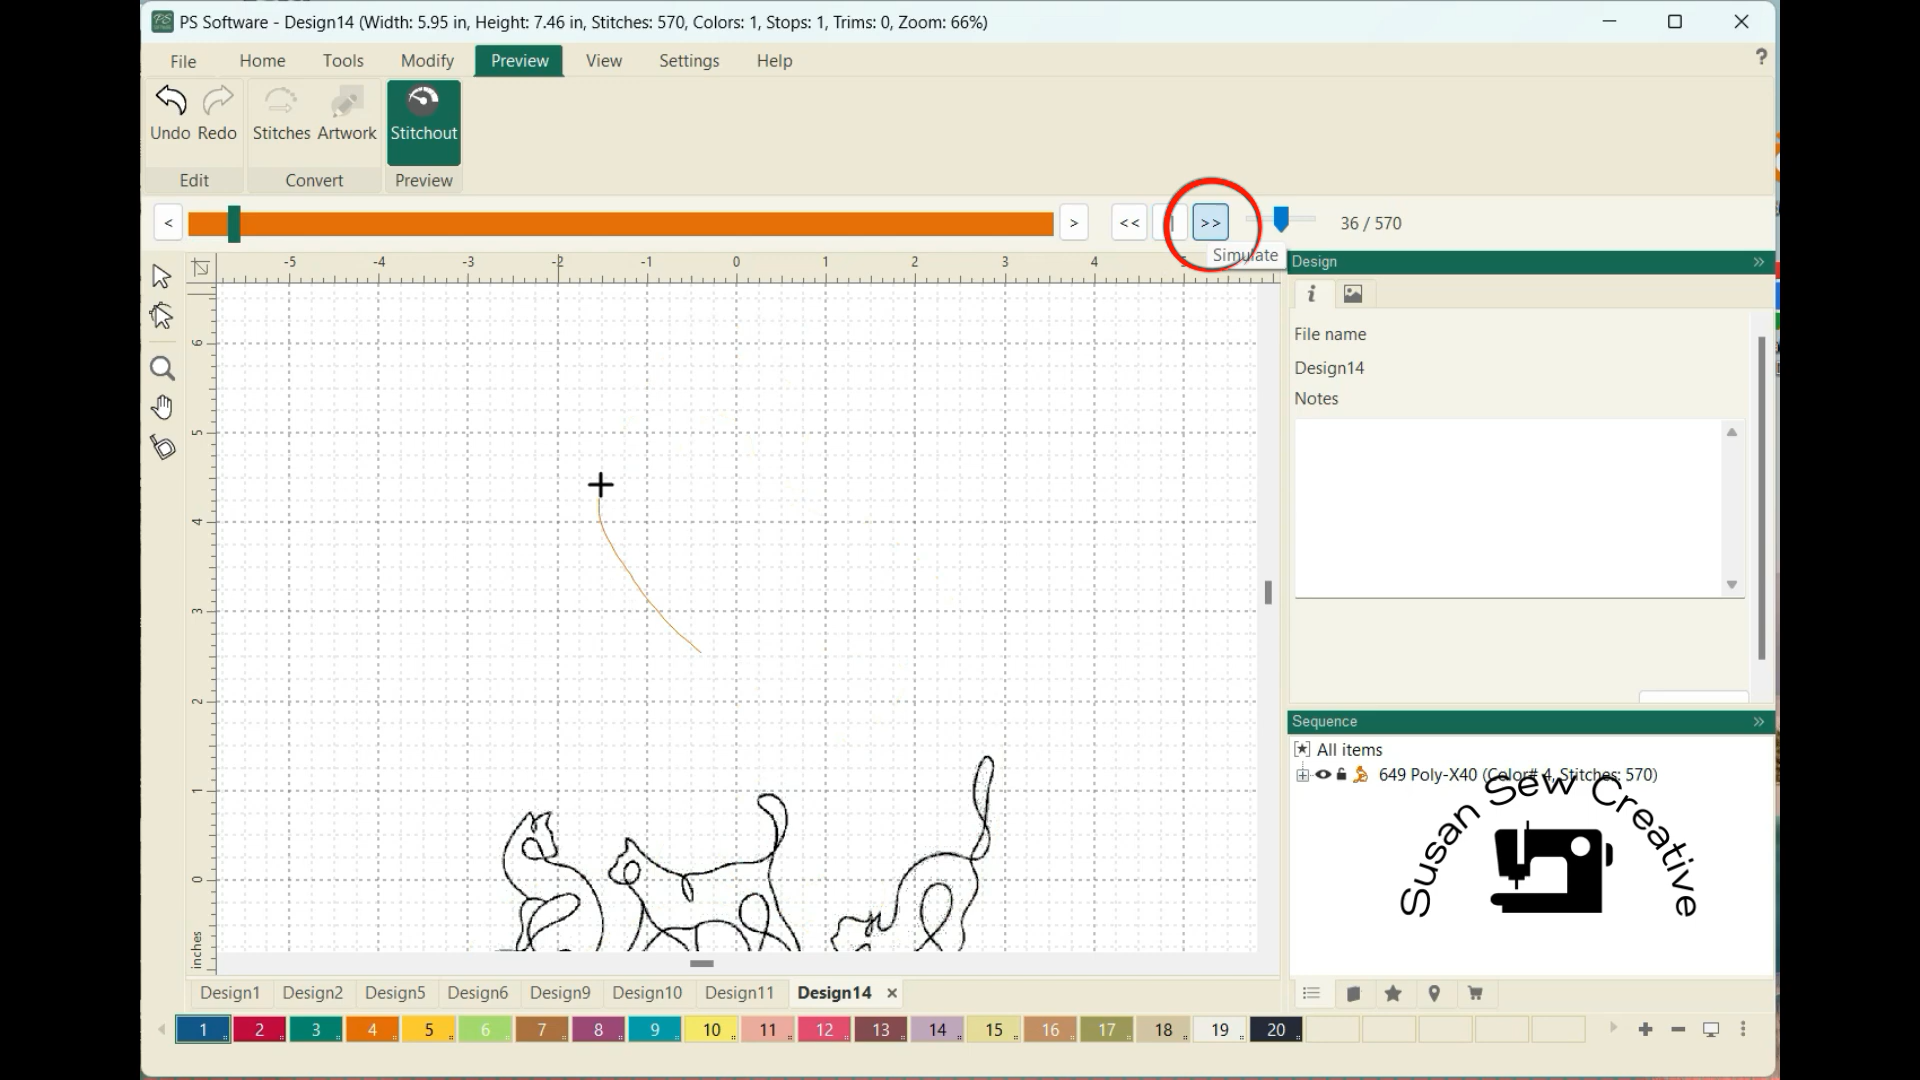 PS Software - Design14 (Width: 5.95 in, Height: 7.46 in, Stitches: 570, Colors: 1, Stops: 1, Trims: 0, Zoom: 66%)
File Home Tools Modify Preview View Settings Help ?
Undo Redo Stitches Artwork Stitchout
Edit Convert Preview
< > << >> 36 / 570
Simulate
-5 -4 -3 -2 -1 0 1 2 3 4
6
5
4
3
2
1
0
inches
Design >>
File name
Design14
Notes
Sequence >>
All items
649 Poly-X40 (Color# 4, Stitches: 570)
Susan Sew Creative
Design1 Design2 Design5 Design6 Design9 Design10 Design11 Design14
1 2 3 4 5 6 7 8 9 10 11 12 13 14 15 16 17 18 19 20